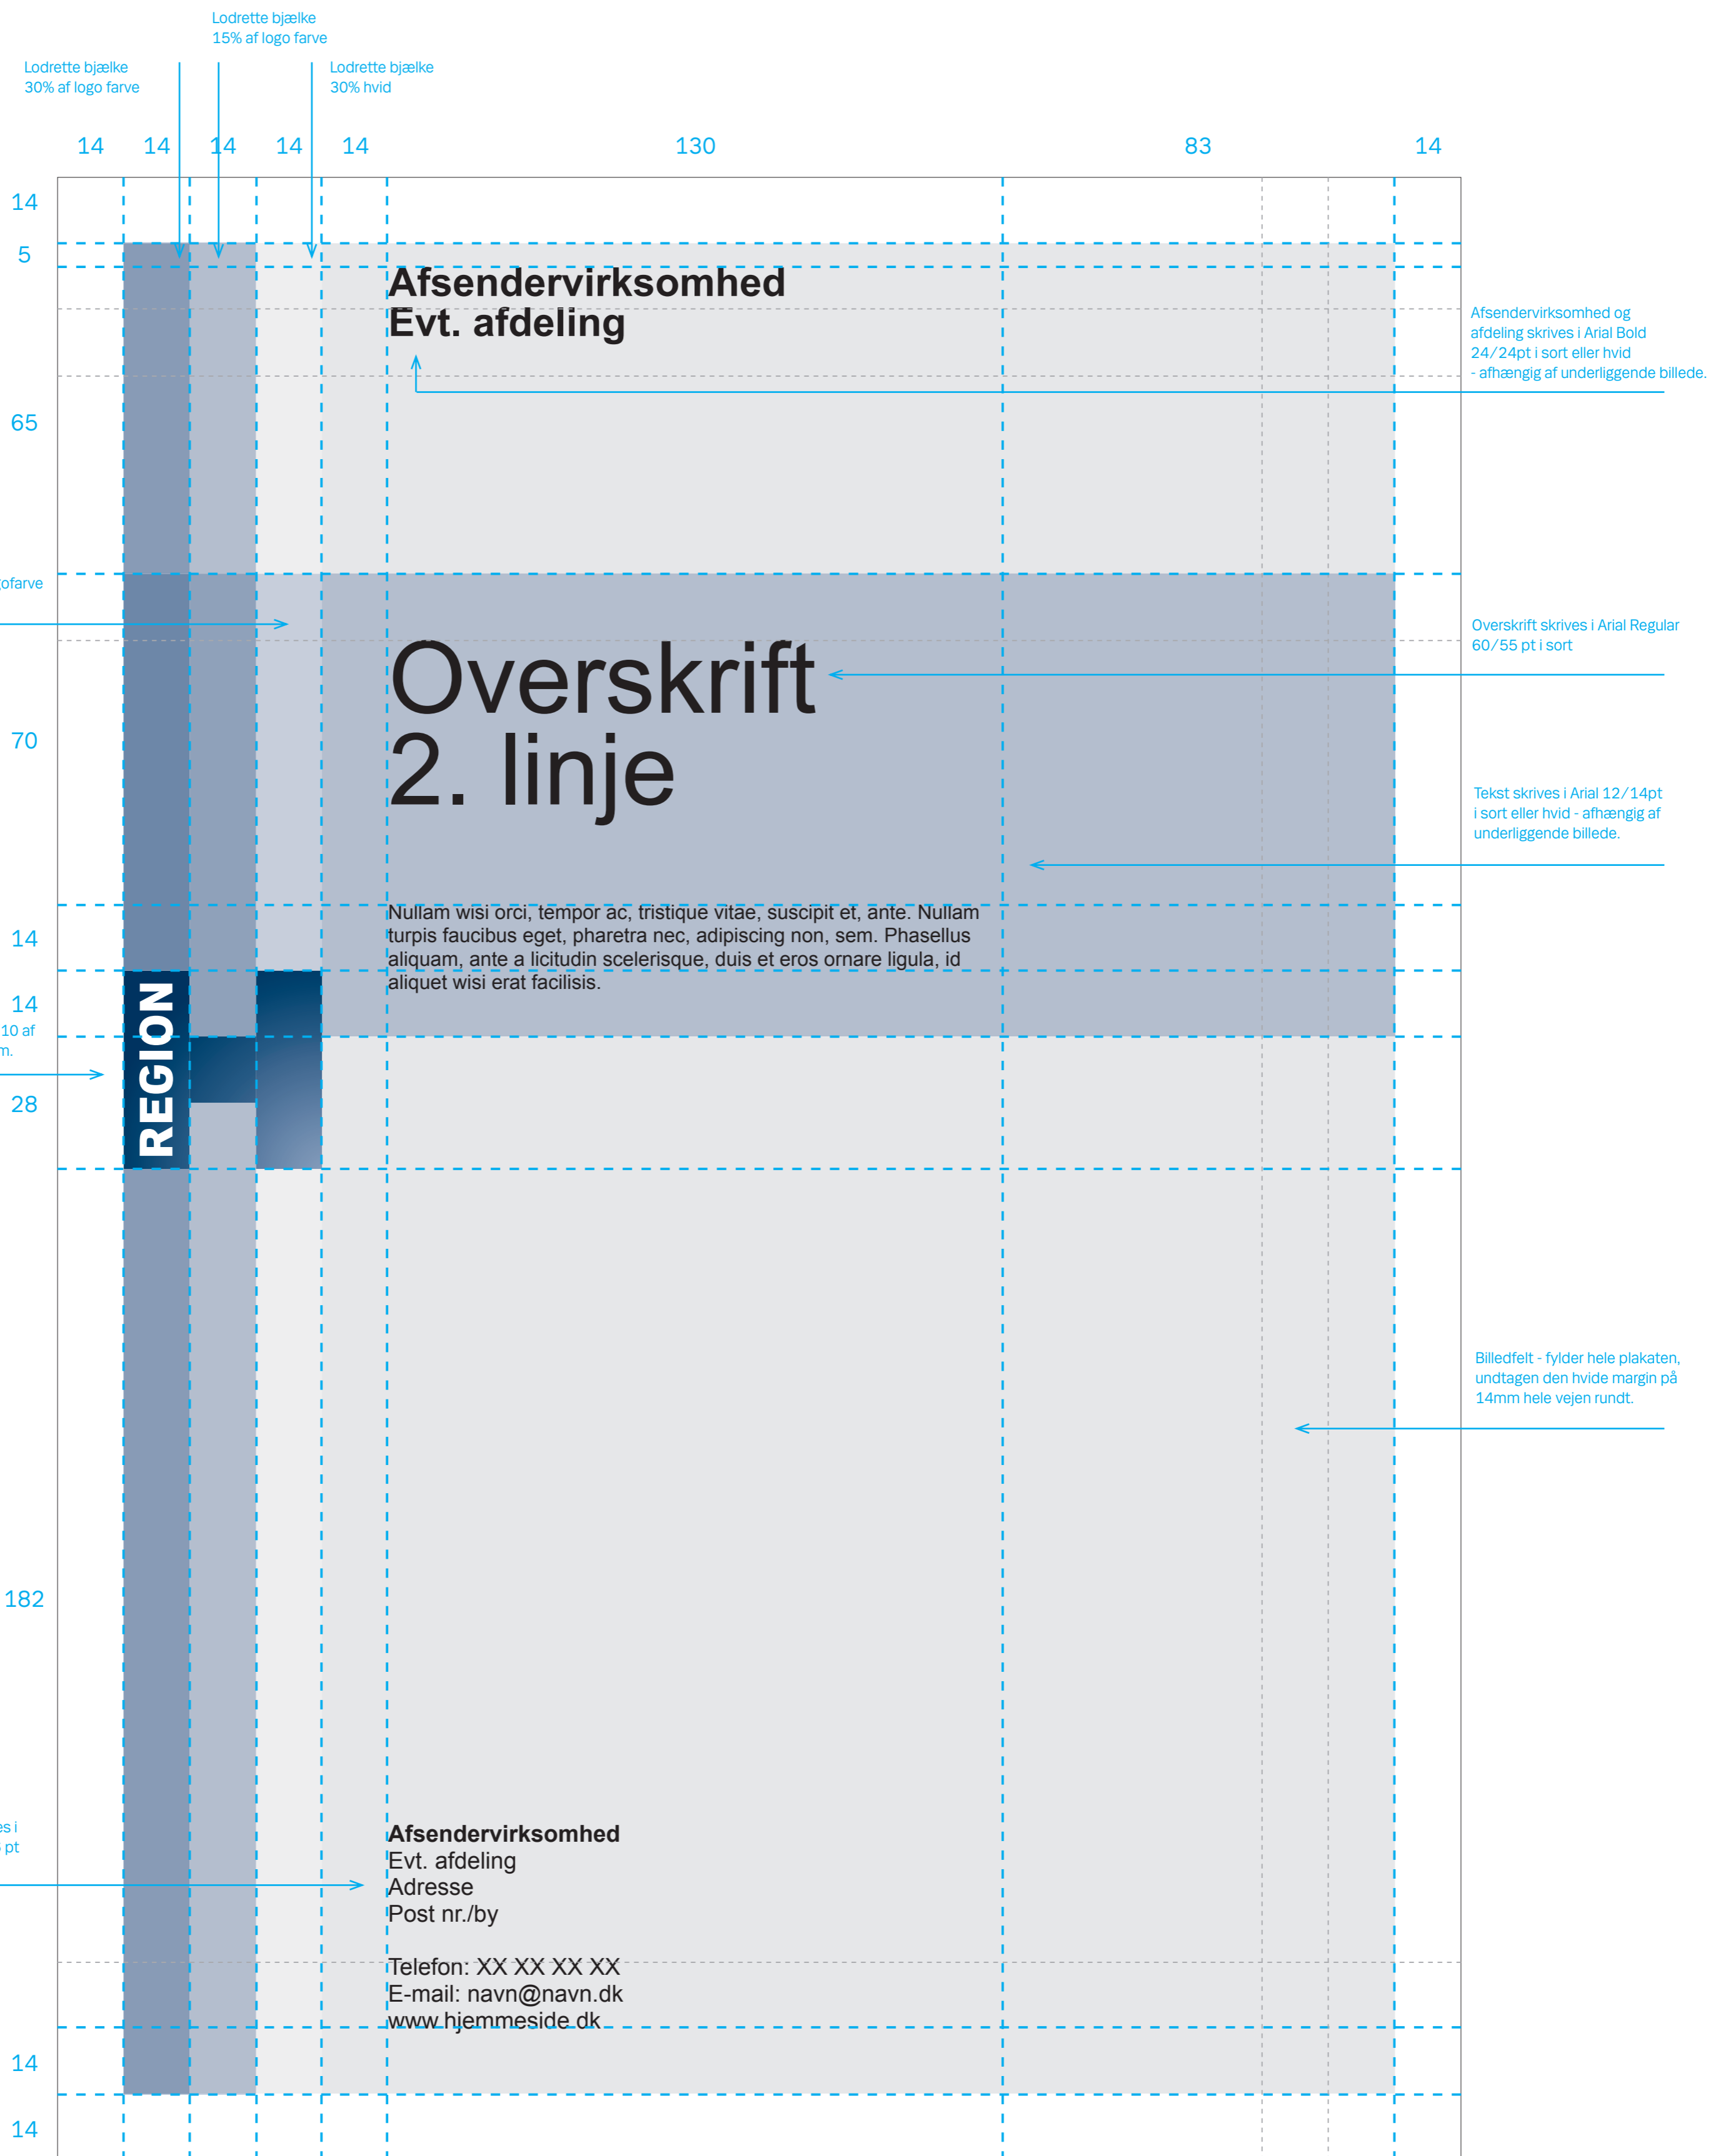 Lodrette bjælke
15% af logo farve
Lodrette bjælke
30% af logo farve
Lodrette bjælke
30% hvid
14 14 14 14 14 130 83 14
14
5
Afsendervirksomhed
Evt. afdeling
Afsendervirksomhed og
afdeling skrives i Arial Bold
24/24pt i sort eller hvid
- afhængig af underliggende billede.
65
gofarve
Overskrift
2. linje
Overskrift skrives i Arial Regular
60/55 pt i sort
70
Tekst skrives i Arial 12/14pt
i sort eller hvid - afhængig af
underliggende billede.
Nullam wisi orci, tempor ac, tristique vitae, suscipit et, ante. Nullam
turpis faucibus eget, pharetra nec, adipiscing non, sem. Phasellus
aliquam, ante a licitudin scelerisque, duis et eros ornare ligula, id
aliquet wisi erat facilisis.
14
14
10 af
m.
REGION
28
Billedfelt - fylder hele plakaten,
undtagen den hvide margin på
14mm hele vejen rundt.
182
es i
pt
Afsendervirksomhed
Evt. afdeling
Adresse
Post nr./by
Telefon: XX XX XX XX
E-mail: navn@navn.dk
www.hjemmeside.dk
14
14